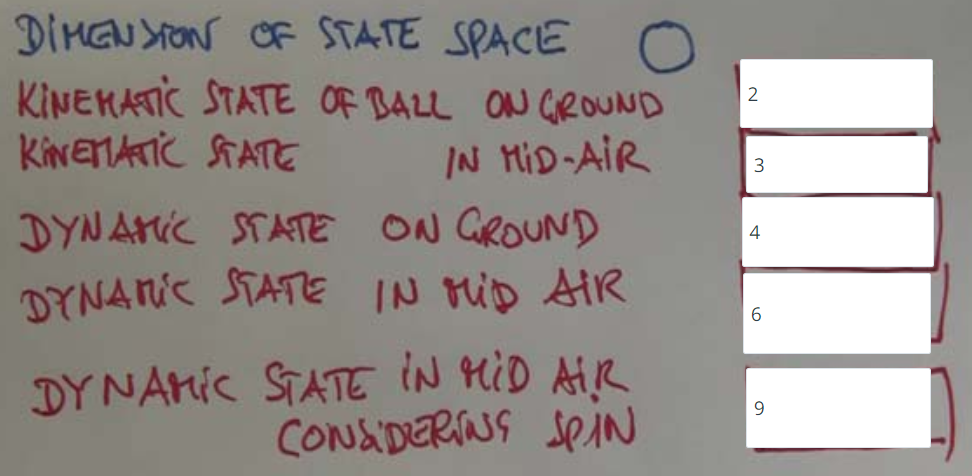 DIMENSION OF STATE SPACE
KINEMATIC STATE OF BALL ON GROUND 2
KINEMATIC STATE IN MID-AIR 3
DYNAMIC STATE ON GROUND 4
DYNAMIC STATE IN MID AIR 6
DYNAMIC STATE IN MID AIR
CONSIDERING SPIN 9